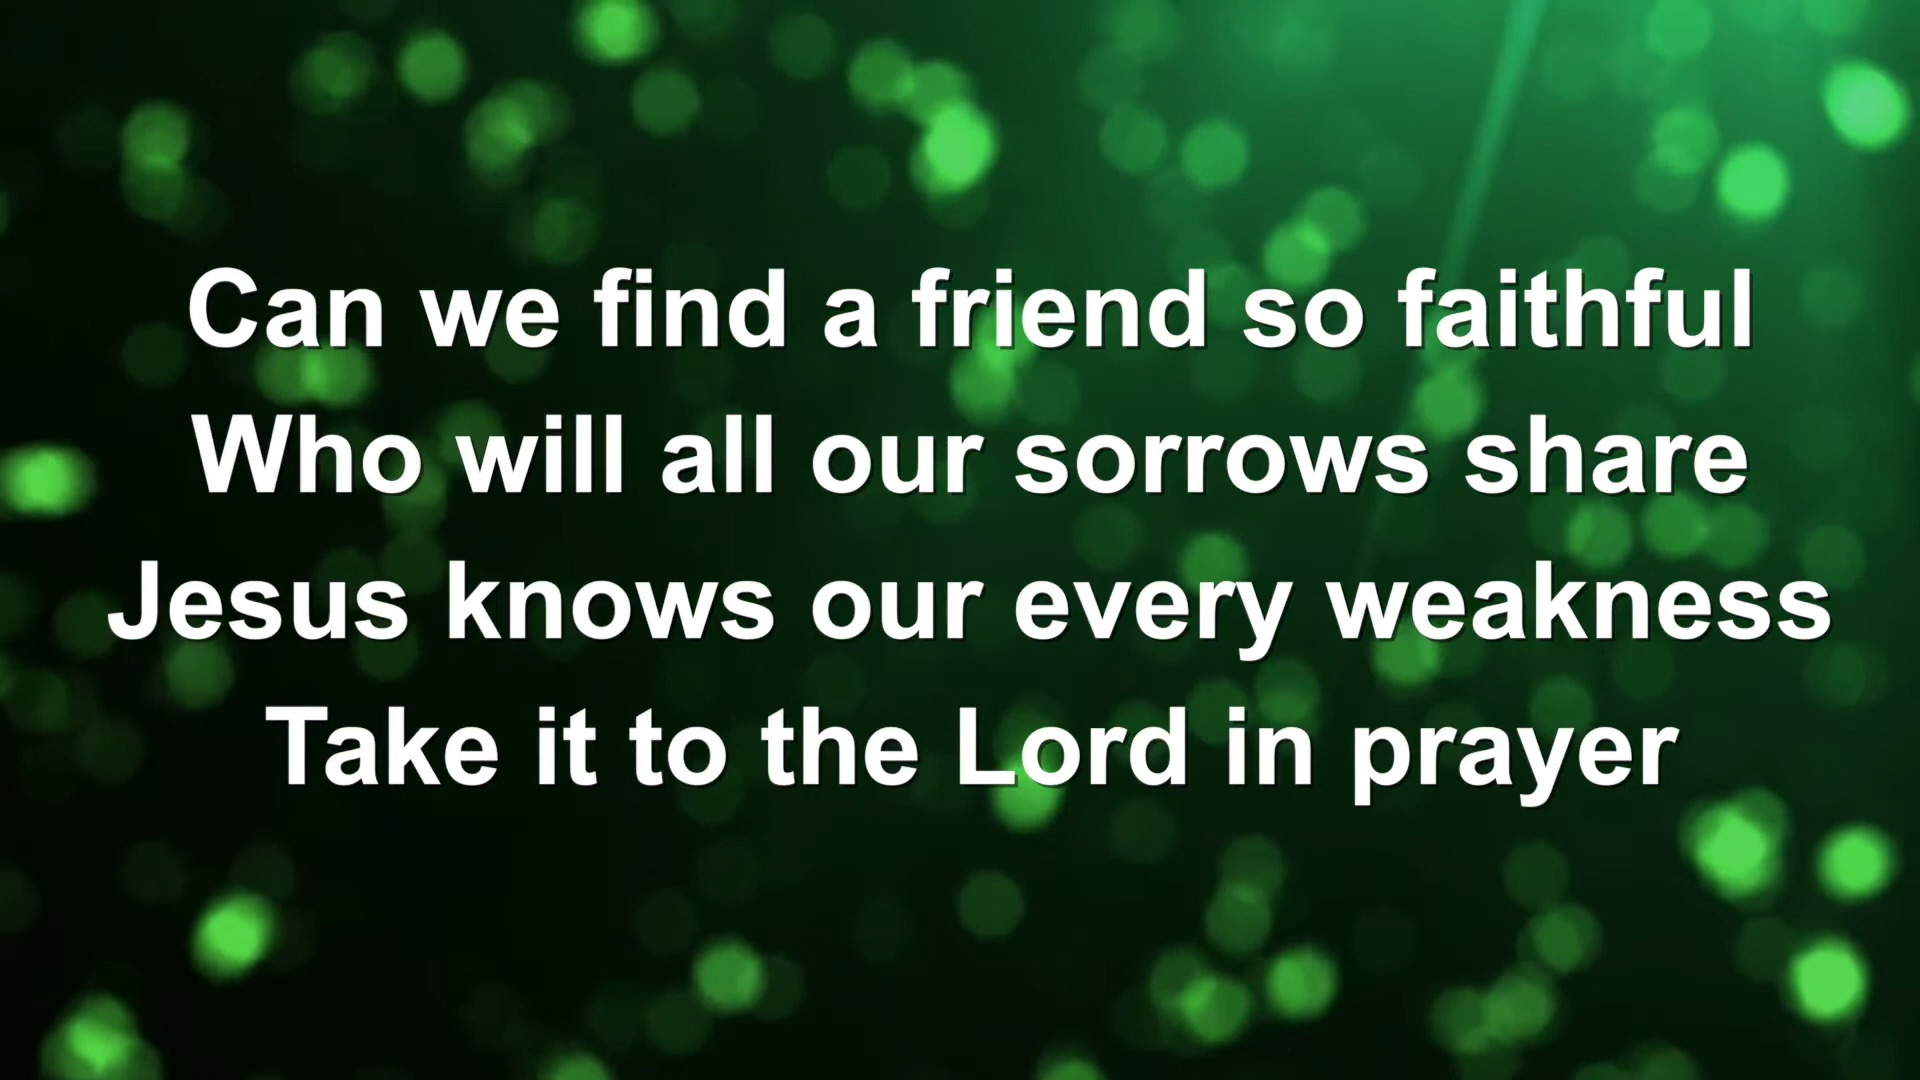 Can we find a friend so faithful
Who will all our sorrows share
Jesus knows our every weakness
Take it to the Lord in prayer